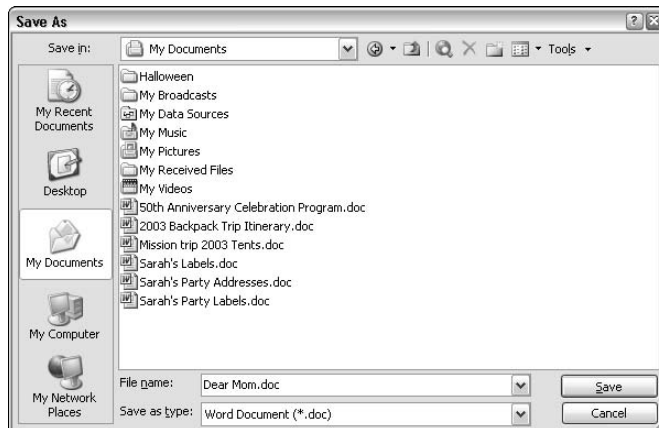 Save As
Save in: My Documents Tools
My Recent
Documents
Desktop
My Documents
My Computer
My Network
Places
Halloween
My Broadcasts
My Data Sources
My Music
My Pictures
My Received Files
My Videos
50th Anniversary Celebration Program.doc
2003 Backpack Trip Itinerary.doc
Mission trip 2003 Tents.doc
Sarah's Labels.doc
Sarah's Party Addresses.doc
Sarah's Party Labels.doc
File name: Dear Mom.doc Save
Save as type: Word Document (*.doc) Cancel